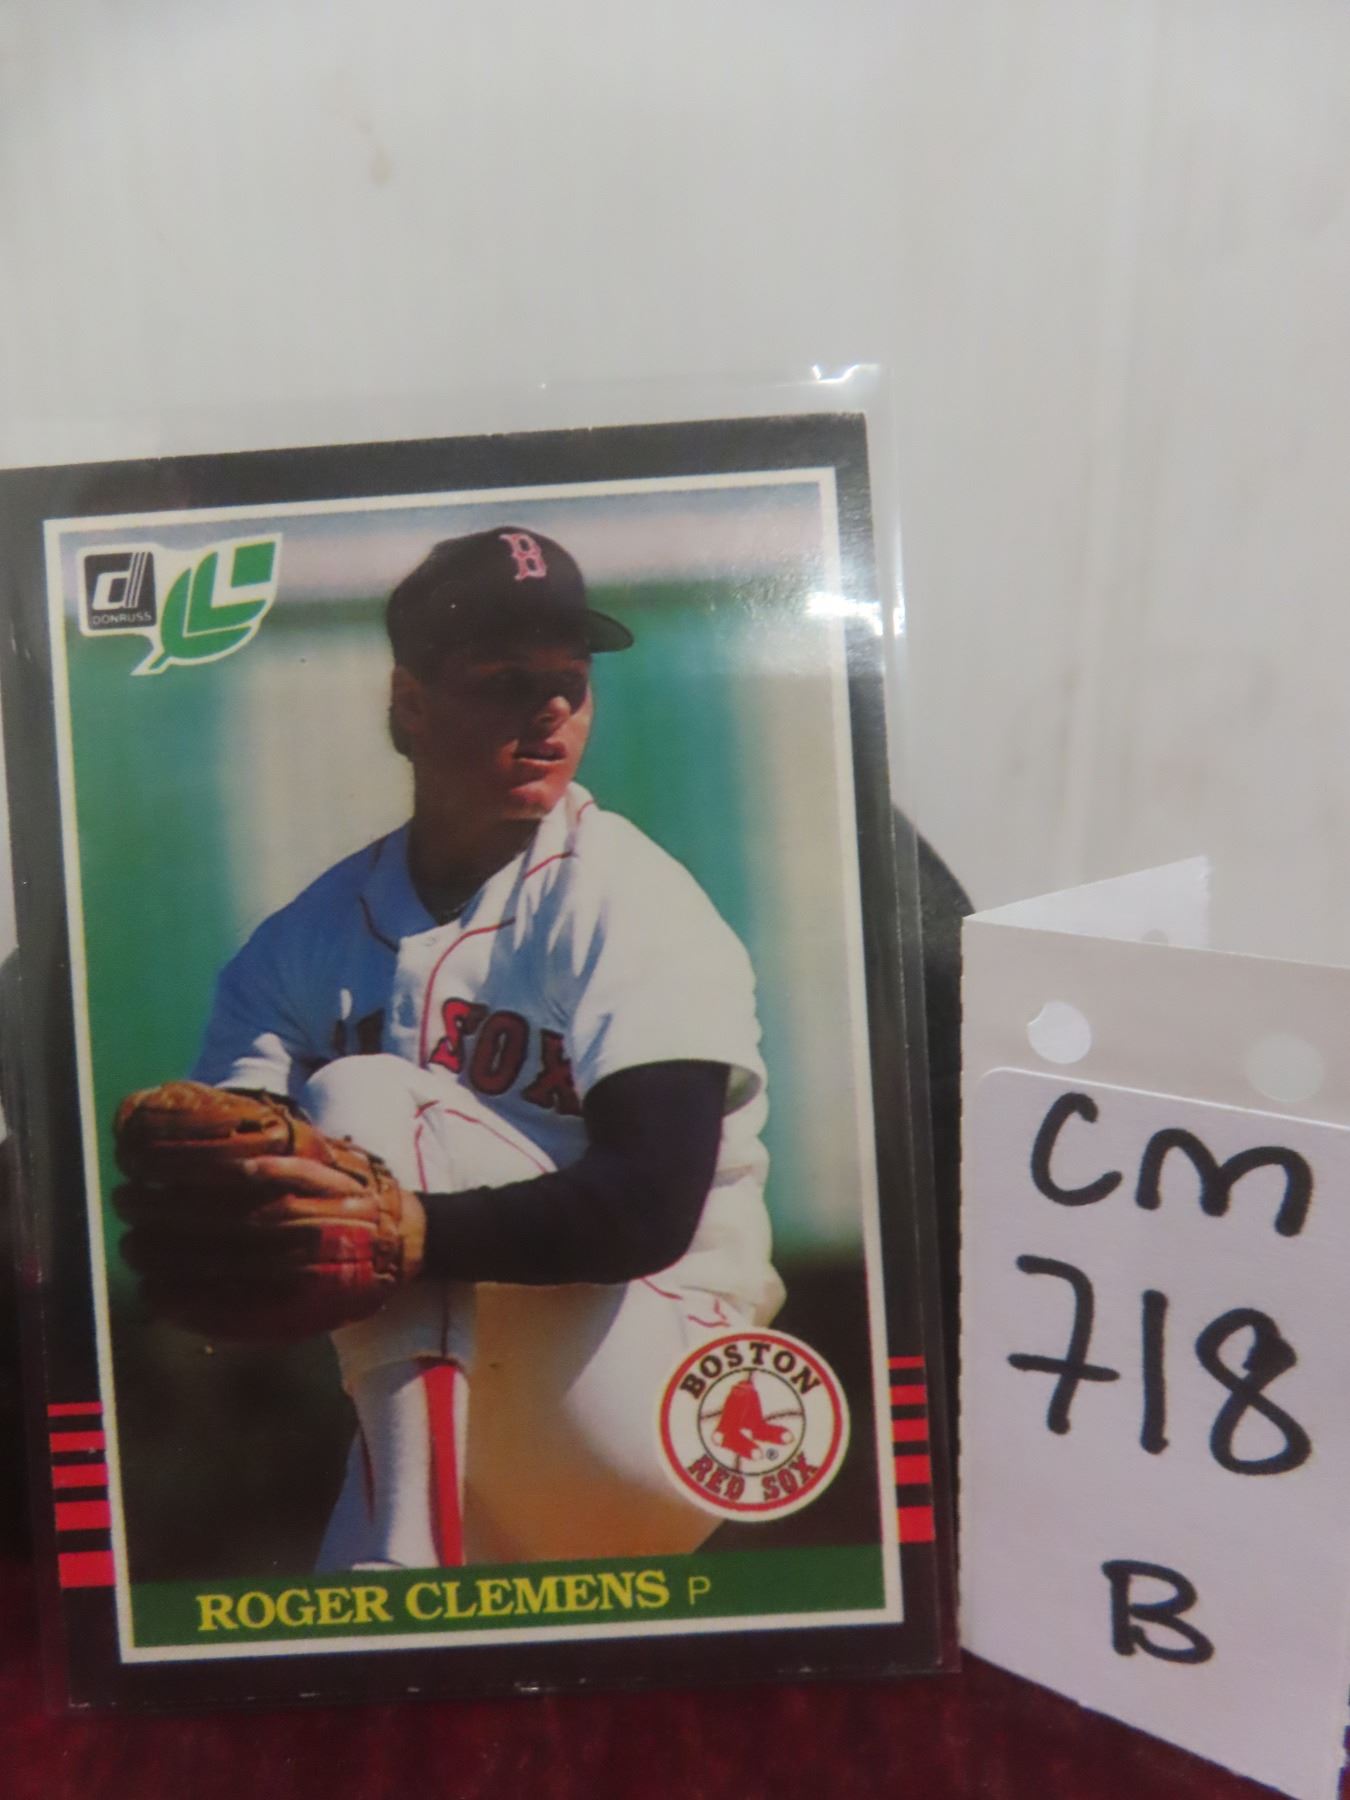 B
d
DONRUSS
SOX
BOSTON
RED SOX
®
ROGER CLEMENS P
CM
718
B